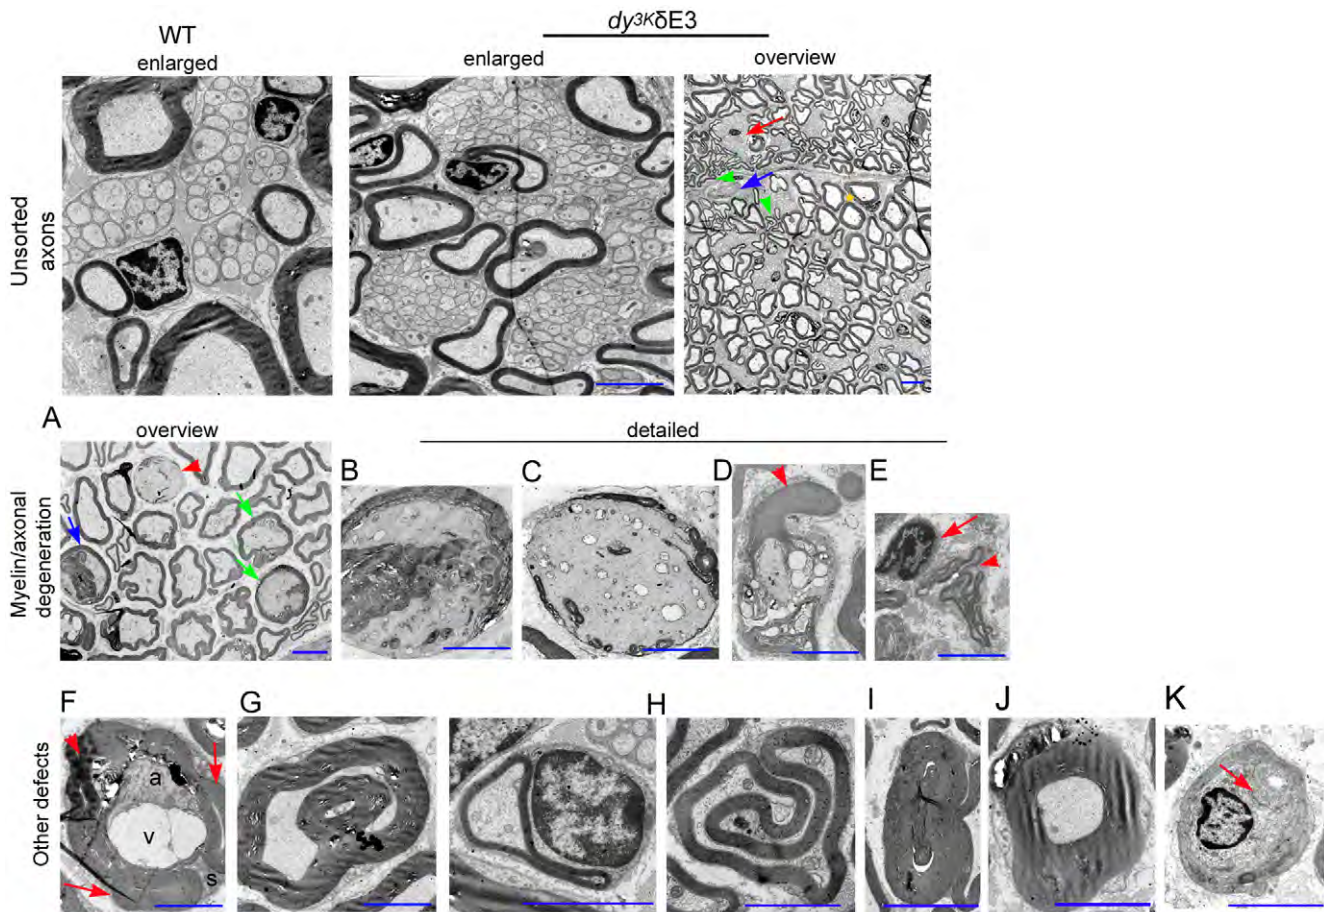 dy3KδE3
WT
enlarged
enlarged
overview
Unsorted
axons
A
overview
detailed
B
C
D
E
Myelin/axonal
degeneration
F
G
H
I
J
K
Other defects
a
v
s